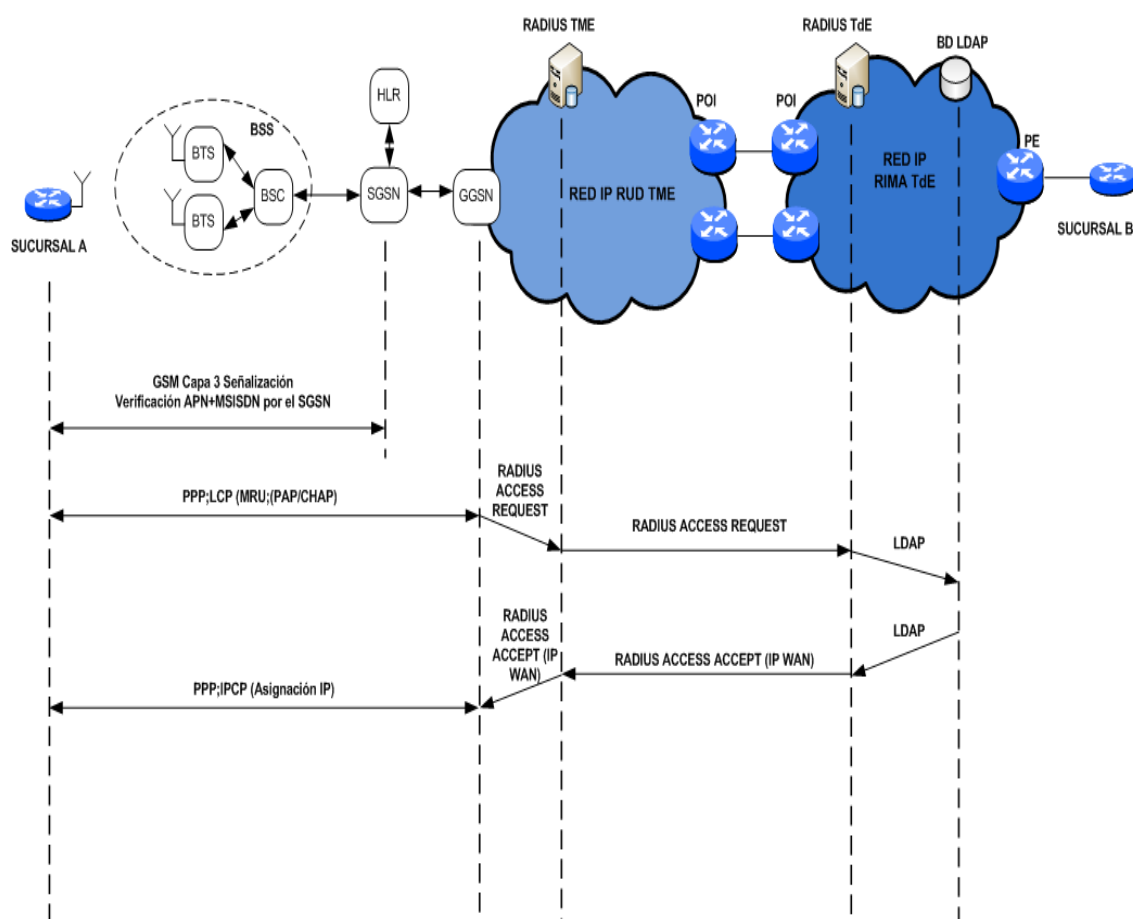 RADIUS TME
RADIUS TdE
BD LDAP
HLR
BSS
POI
POI
BTS
PE
RED IP
RIMA TdE
BSC
SGSN
GGSN
RED IP RUD TME
BTS
SUCURSAL A
SUCURSAL B
GSM Capa 3 Señalización
Verificación APN+MSISDN por el SGSN
RADIUS
ACCESS
REQUEST
PPP;LCP (MRU;(PAP/CHAP)
RADIUS ACCESS REQUEST
LDAP
RADIUS
ACCESS
ACCEPT (IP
WAN)
LDAP
RADIUS ACCESS ACCEPT (IP WAN)
PPP;IPCP (Asignación IP)